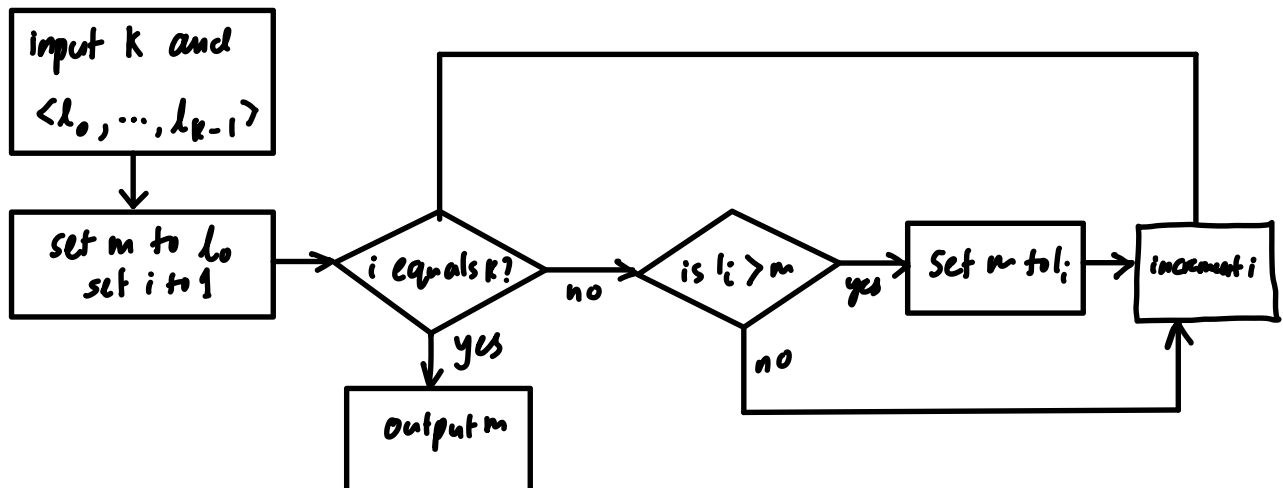 input k and
<l₀, ..., lₖ₋₁>
set m to l₀
set i to 1
i equals k?
no
yes
output m
is lᵢ > m
yes
no
Set m to lᵢ
increment i